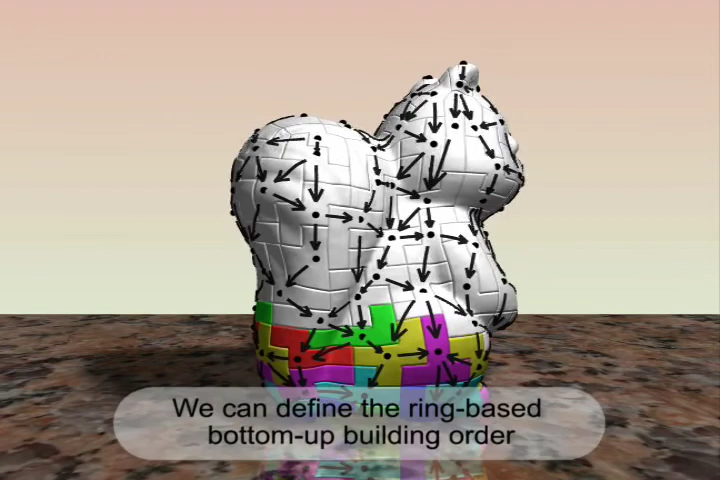 We can define the ring-based
bottom-up building order